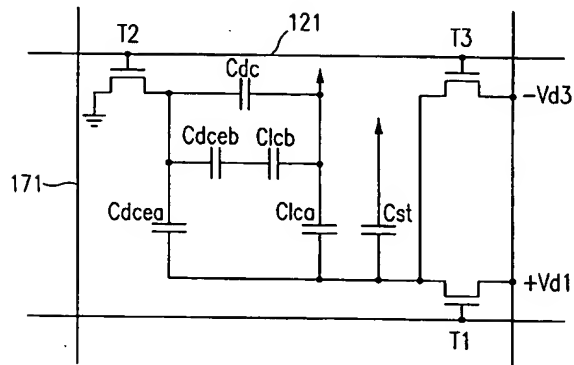 T2
121
T3
Cdc
−Vd3
Cdceb
Clcb
171
Cdcea
Clca
Cst
+Vd1
T1